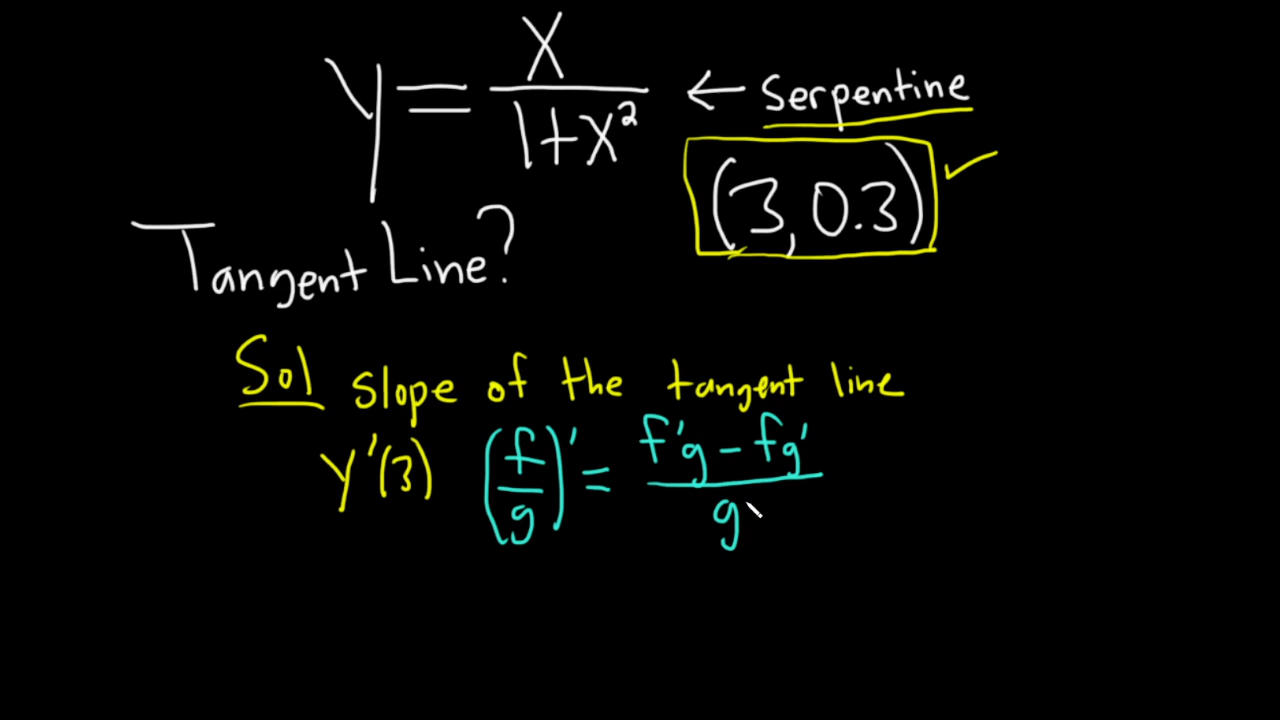 y = x / (1+x²) ← Serpentine
(3, 0.3) ✓
Tangent Line?
Sol slope of the tangent line
y'(3) (f/g)' = (f'g - fg') / g